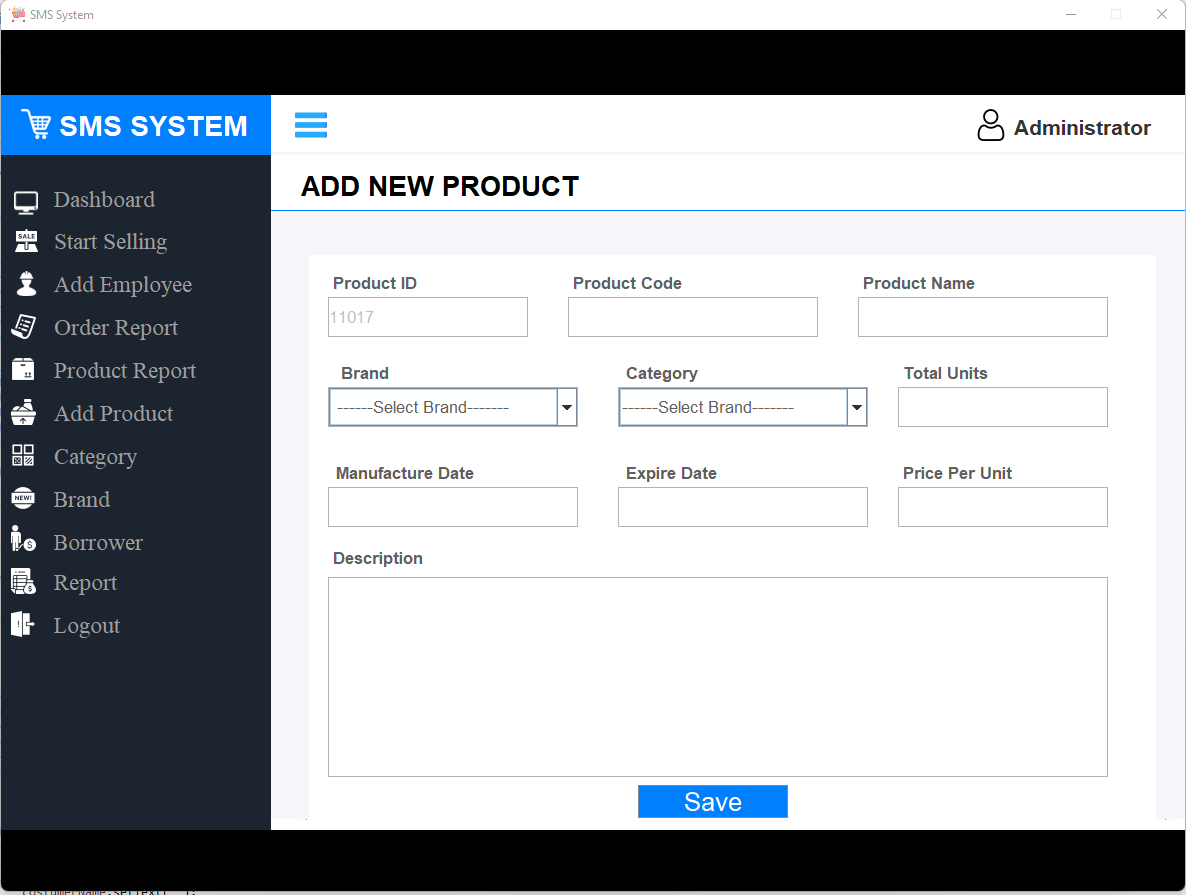 SMS System
SMS SYSTEM
Administrator
ADD NEW PRODUCT
Dashboard
SALE
Start Selling
Add Employee
Order Report
Product Report
Add Product
Category
NEW!
Brand
Borrower
Report
Logout
Product ID Product Code Product Name
11017
Brand Category Total Units
------Select Brand------- ------Select Brand-------
Manufacture Date Expire Date Price Per Unit
Description
Save